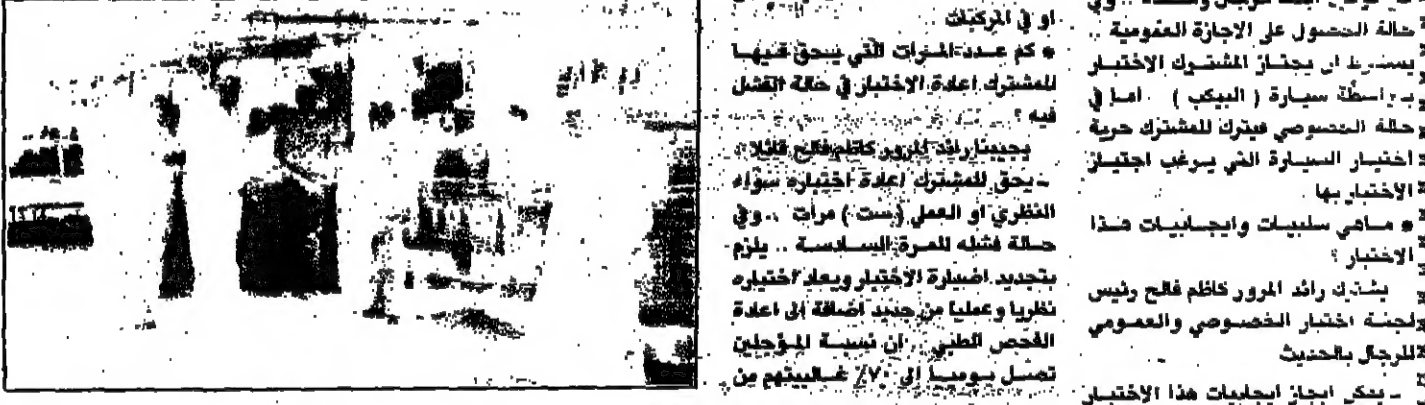 حالة الحصول على الاجازة العمومية ..
يشترط ان يجتاز المشترك الاختبار
بواسطة سيارة ( البيكب ) . اما في
حالة الخصوصي فيترك للمشترك حرية
اختيار السيارة التي يرغب اجتياز
الاختبار بها
● ماهي سلبيات وايجابيات هذا
الاختبار ؟
يشترك رائد المرور كاظم فالح رئيس
لجنة اختبار الخصوصي والعمومي
للرجال بالحديث
ـ يمكن ايجاز ايجابيات هذا الاختبار
او في المركبات
● كم عدد المرات التي يحق فيها
للمشترك اعادة الاختبار في حالة الفشل
فيه ؟
يجيبنا رائد المرور كاظم فالح قائلا :
ـ يحق للمشترك اعادة اختباره سواء
النظري او العملي ( ست ) مرات .. وفي
حالة فشله للمرة السادسة .. يلزم
بتجديد اضبارة الاختبار ويعاد اختباره
نظريا وعمليا من جديد اضافة الى اعادة
الفحص الطبي .. ان نسبة المؤجلين
تصل يوميا الى ٧٠٪ غالبيتهم من